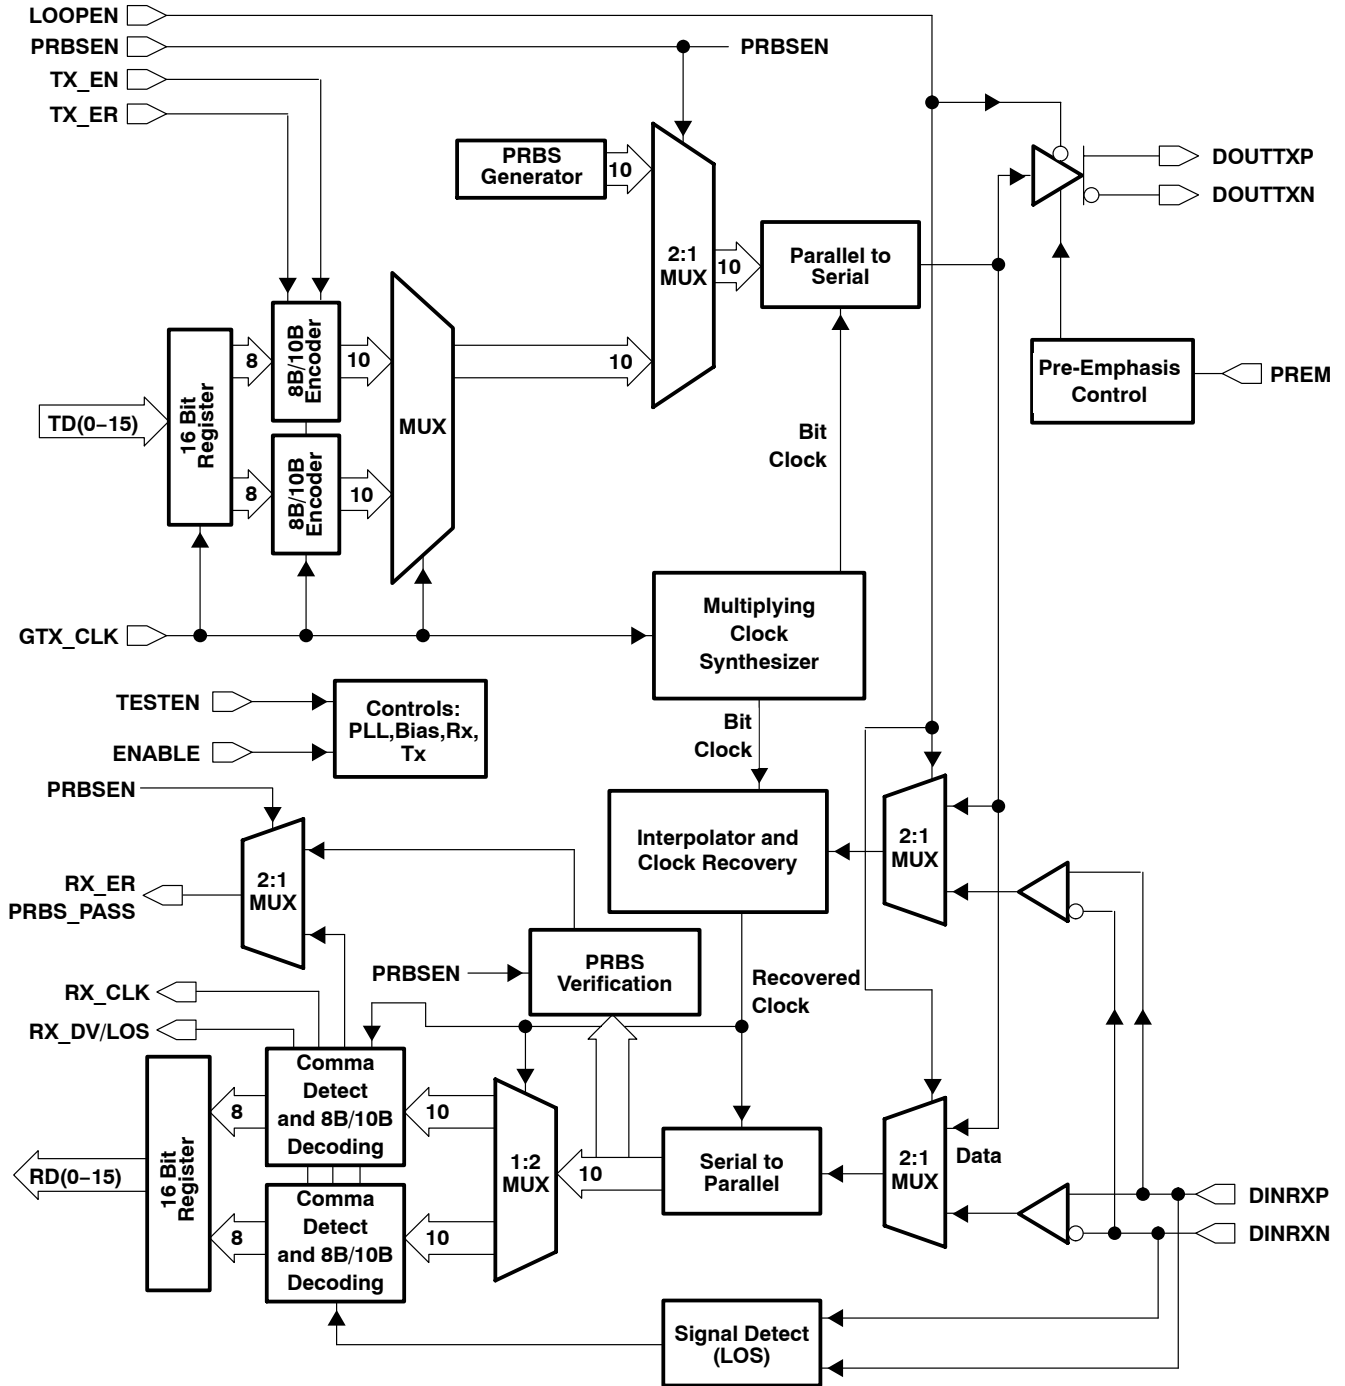 LOOPEN
PRBSEN
PRBSEN
TX_EN
TX_ER
PRBS
Generator
10
DOUTTXP
DOUTTXN
2:1
MUX
10
Parallel to
Serial
8B/10B
Encoder
8
10
10
Pre-Emphasis
Control
PREM
TD(0–15)
16 Bit
Register
MUX
Bit
Clock
8
8B/10B
Encoder
10
GTX_CLK
Multiplying
Clock
Synthesizer
TESTEN
ENABLE
Controls:
PLL,Bias,Rx,
Tx
Bit
Clock
PRBSEN
2:1
MUX
RX_ER
PRBS_PASS
Interpolator and
Clock Recovery
2:1
MUX
PRBSEN
PRBS
Verification
Recovered
Clock
RX_CLK
RX_DV/LOS
Comma
Detect
and 8B/10B
Decoding
8
10
16 Bit
Register
RD(0–15)
1:2
MUX
10
Serial to
Parallel
2:1
MUX
Data
Comma
Detect
and 8B/10B
Decoding
8
10
DINRXP
DINRXN
Signal Detect
(LOS)